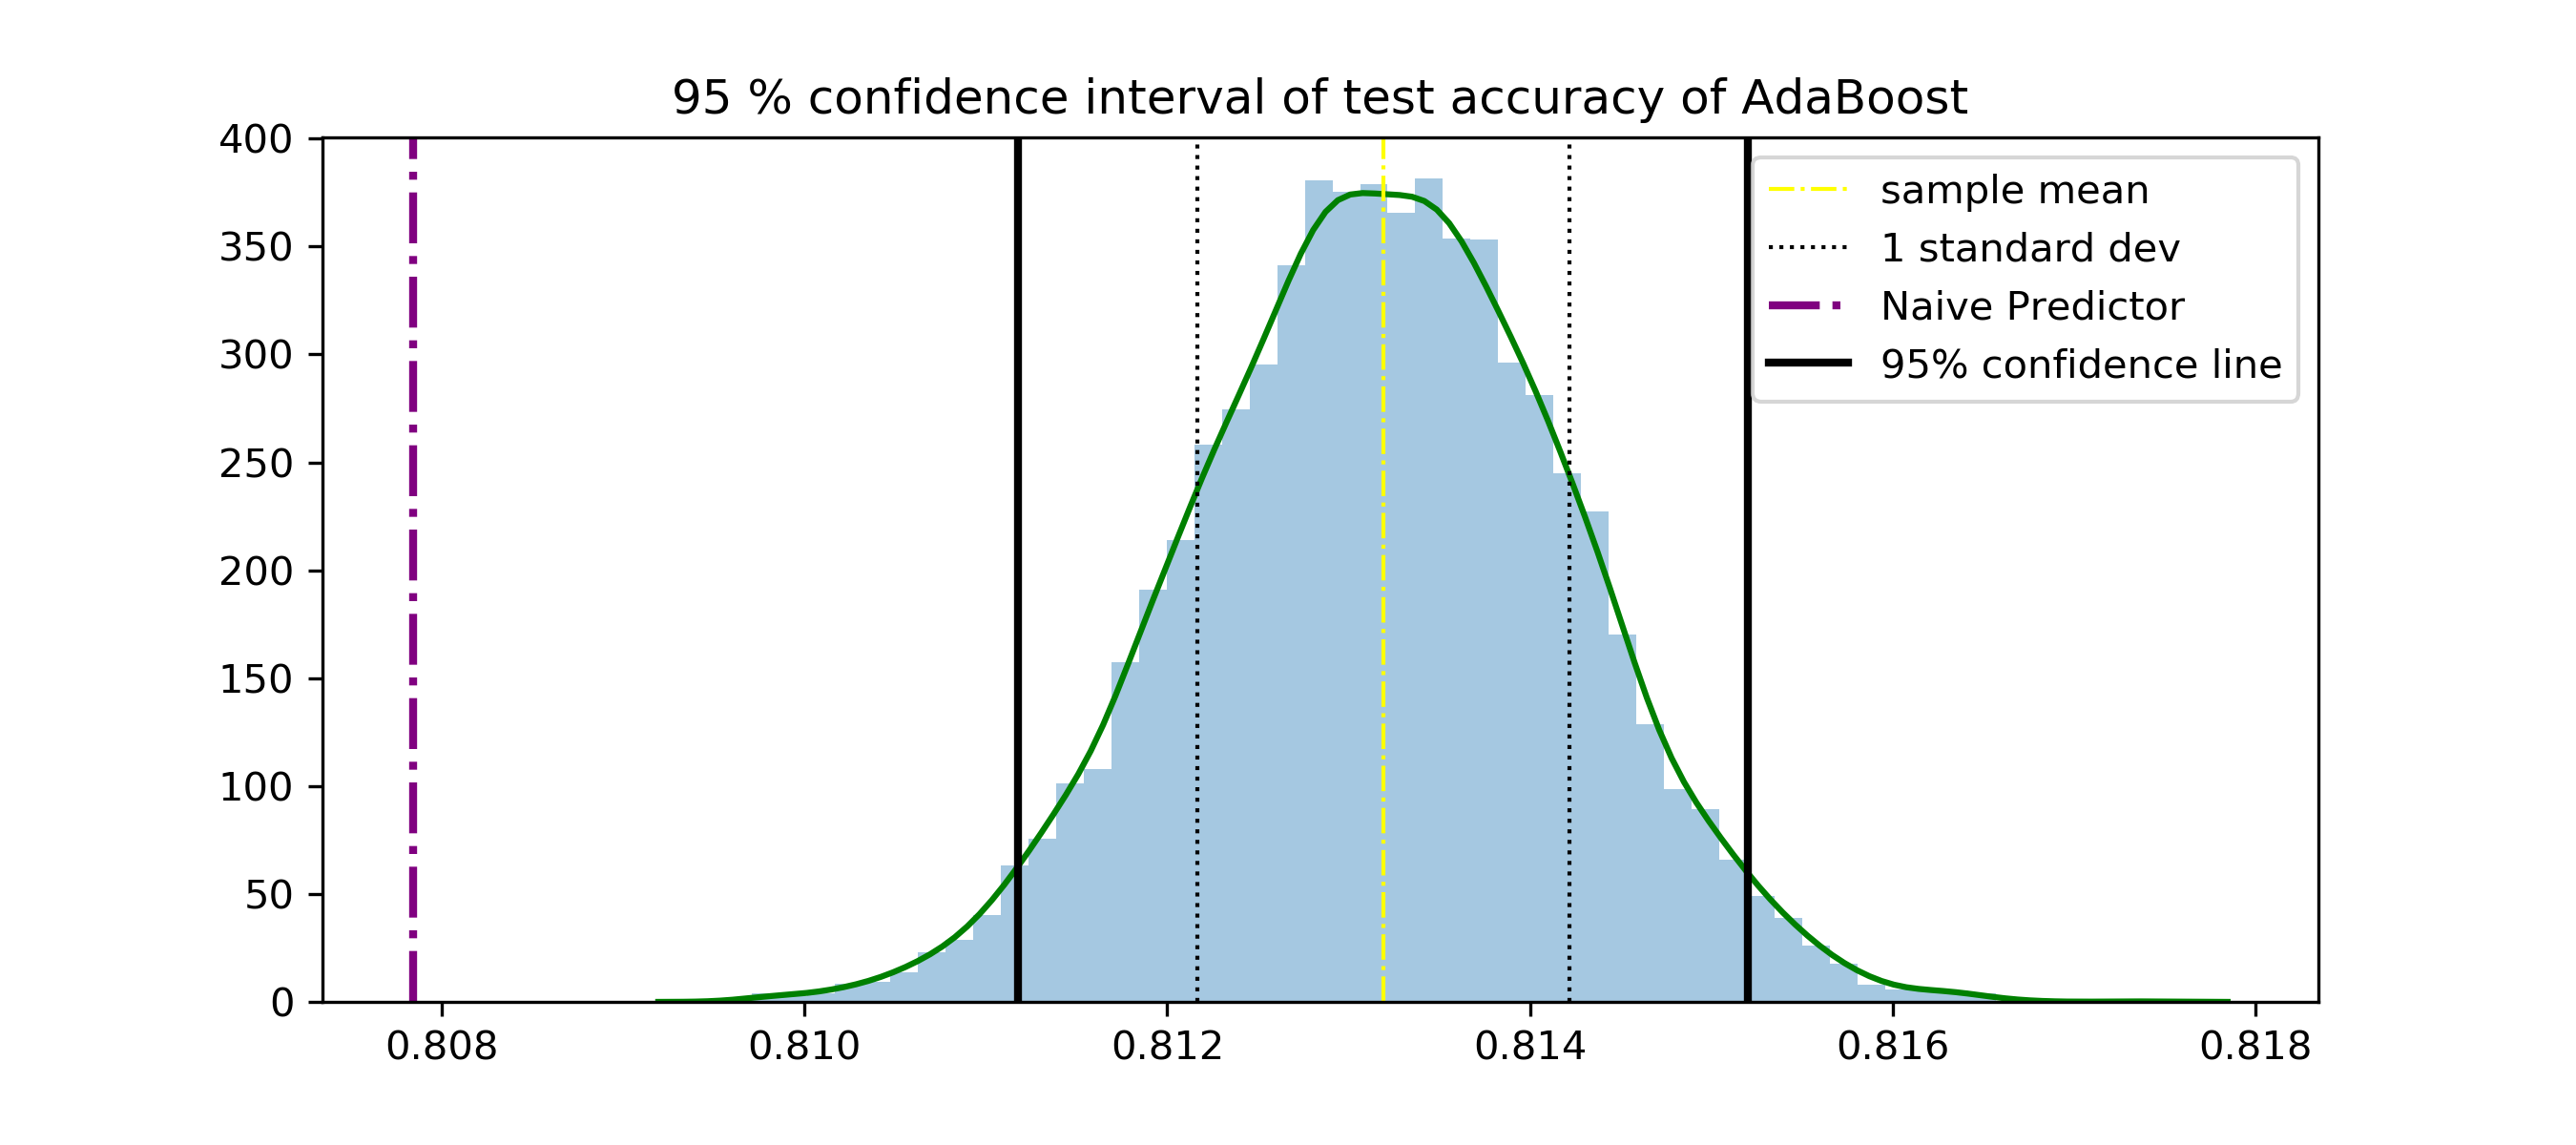 95 % confidence interval of test accuracy of AdaBoost
400
350
300
250
200
150
100
50
0
sample mean
1 standard dev
Naive Predictor
95% confidence line
0.808 0.810 0.812 0.814 0.816 0.818